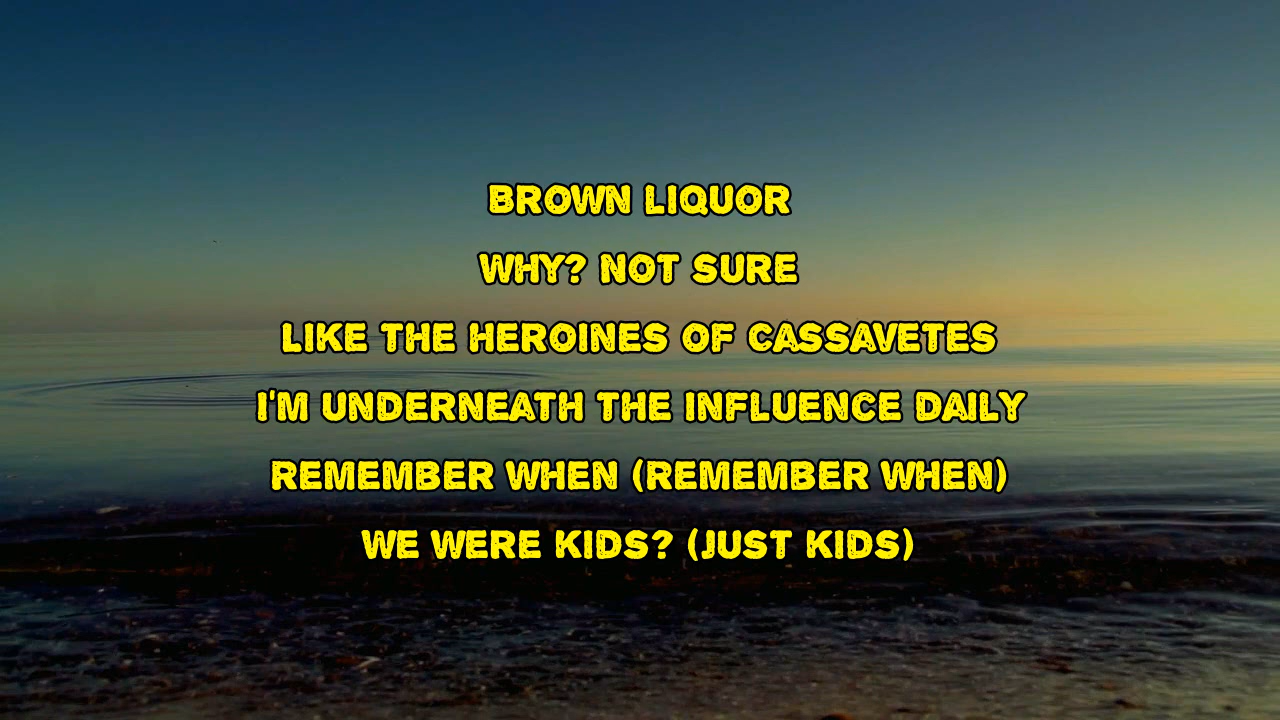 BROWN LIQUOR
WHY? NOT SURE
LIKE THE HEROINES OF CASSAVETES
I'M UNDERNEATH THE INFLUENCE DAILY
REMEMBER WHEN (REMEMBER WHEN)
WE WERE KIDS? (JUST KIDS)